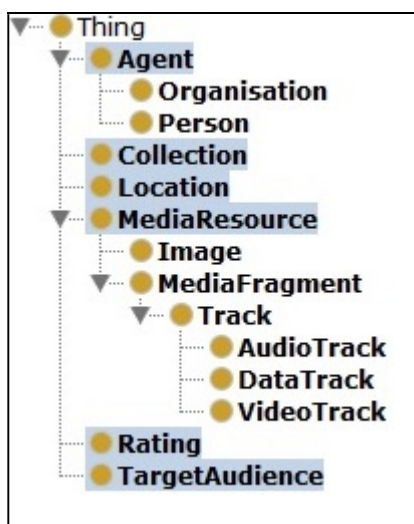 Thing
Agent
Organisation
Person
Collection
Location
MediaResource
Image
MediaFragment
Track
AudioTrack
DataTrack
VideoTrack
Rating
TargetAudience